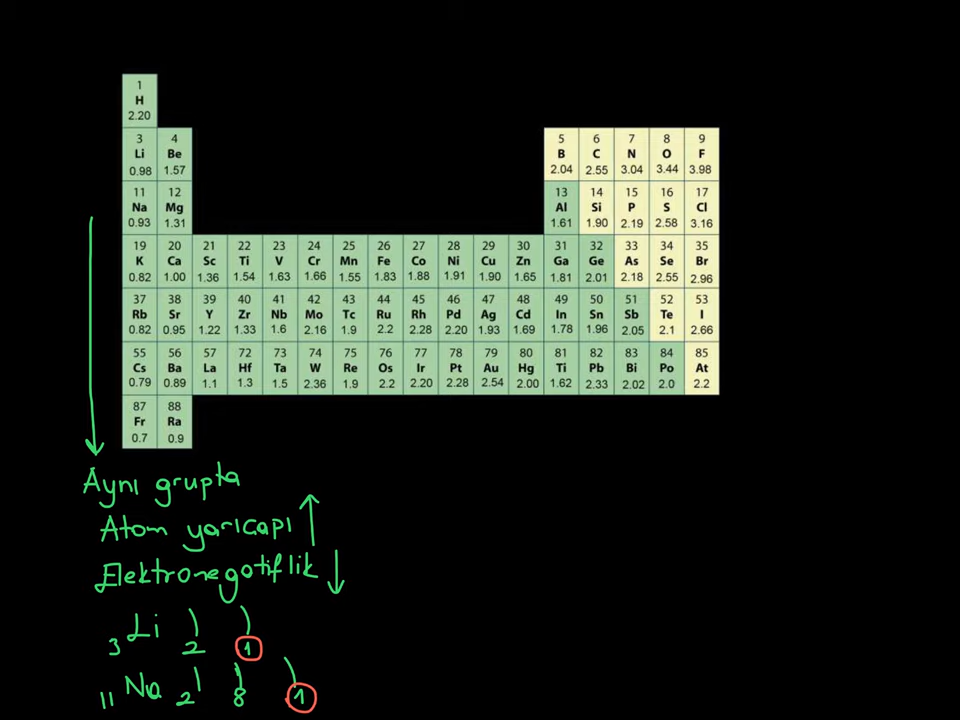 1
H
2.20
3 4 5 6 7 8 9
Li Be B C N O F
0.98 1.57 2.04 2.55 3.04 3.44 3.98
11 12 13 14 15 16 17
Na Mg Al Si P S Cl
0.93 1.31 1.61 1.90 2.19 2.58 3.16
19 20 21 22 23 24 25 26 27 28 29 30 31 32 33 34 35
K Ca Sc Ti V Cr Mn Fe Co Ni Cu Zn Ga Ge As Se Br
0.82 1.00 1.36 1.54 1.63 1.66 1.55 1.83 1.88 1.91 1.90 1.65 1.81 2.01 2.18 2.55 2.96
37 38 39 40 41 42 43 44 45 46 47 48 49 50 51 52 53
Rb Sr Y Zr Nb Mo Tc Ru Rh Pd Ag Cd In Sn Sb Te I
0.82 0.95 1.22 1.33 1.6 2.16 1.9 2.2 2.28 2.20 1.93 1.69 1.78 1.96 2.05 2.1 2.66
55 56 57 72 73 74 75 76 77 78 79 80 81 82 83 84 85
Cs Ba La Hf Ta W Re Os Ir Pt Au Hg Tl Pb Bi Po At
0.79 0.89 1.1 1.3 1.5 2.36 1.9 2.2 2.20 2.28 2.54 2.00 1.62 2.33 2.02 2.0 2.2
87 88
Fr Ra
0.7 0.9
Aynı grupta
Atom yarıcapı ↑
Elektronegatiflik ↓
3 Li 2 1
11 Na 2 8 1